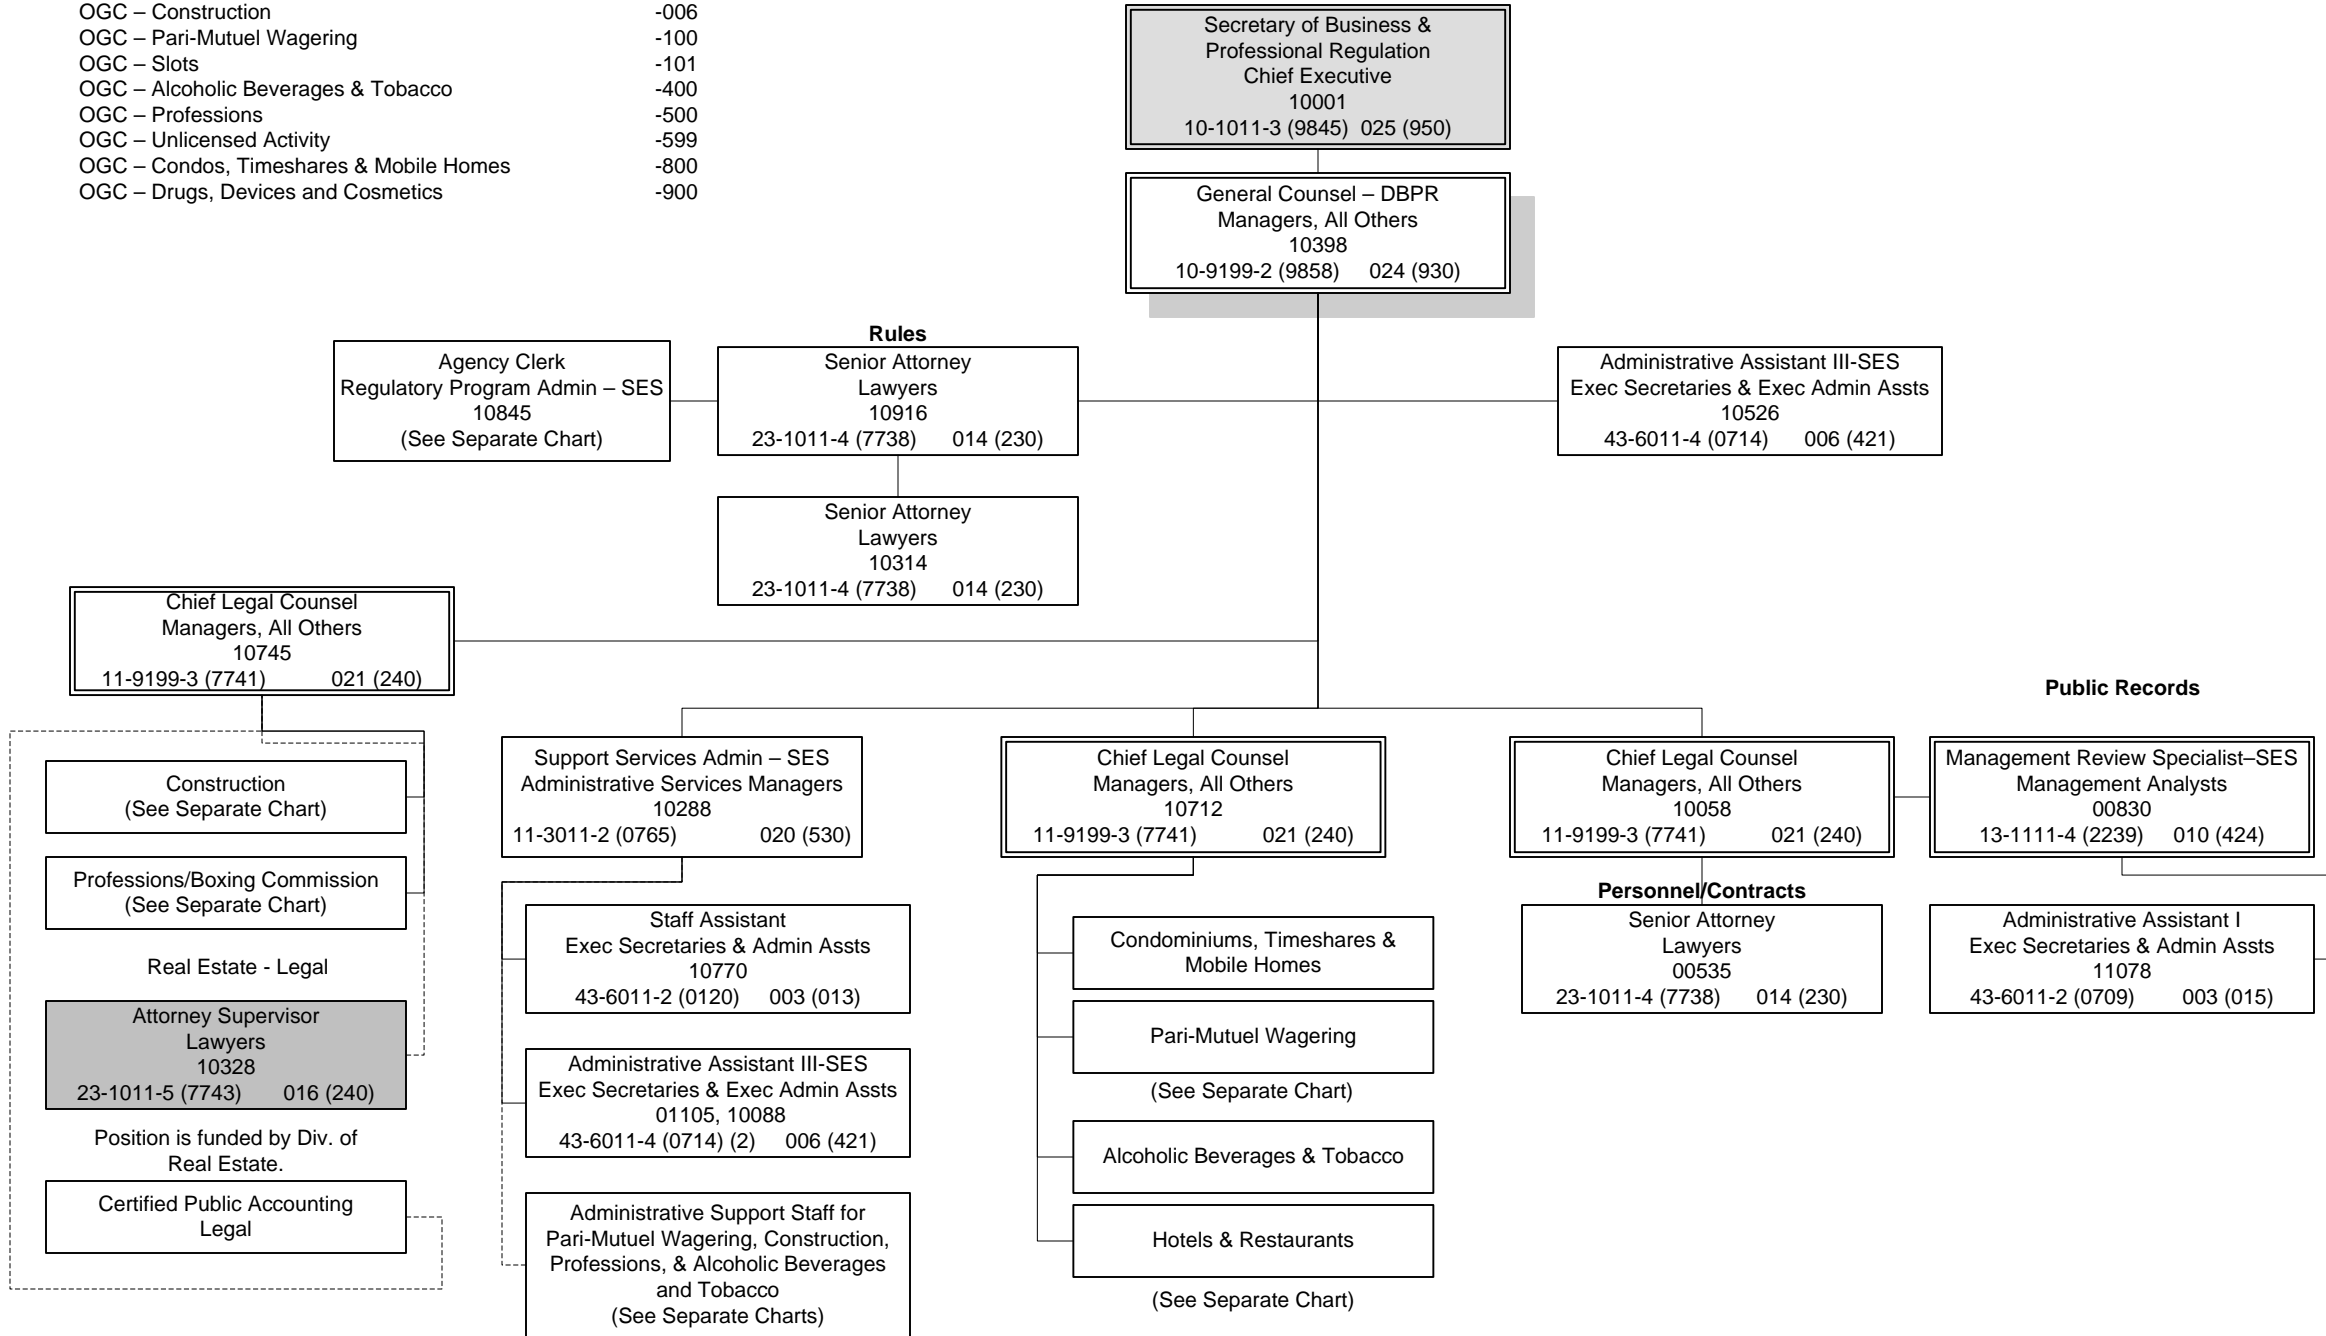 OGC – Construction -006
OGC – Pari-Mutuel Wagering -100
OGC – Slots -101
OGC – Alcoholic Beverages & Tobacco -400
OGC – Professions -500
OGC – Unlicensed Activity -599
OGC – Condos, Timeshares & Mobile Homes -800
OGC – Drugs, Devices and Cosmetics -900
Secretary of Business &
Professional Regulation
Chief Executive
10001
10-1011-3 (9845) 025 (950)
General Counsel – DBPR
Managers, All Others
10398
10-9199-2 (9858) 024 (930)
Agency Clerk
Regulatory Program Admin – SES
10845
(See Separate Chart)
Rules
Senior Attorney
Lawyers
10916
23-1011-4 (7738) 014 (230)
Administrative Assistant III-SES
Exec Secretaries & Exec Admin Assts
10526
43-6011-4 (0714) 006 (421)
Senior Attorney
Lawyers
10314
23-1011-4 (7738) 014 (230)
Chief Legal Counsel
Managers, All Others
10745
11-9199-3 (7741) 021 (240)
Construction
(See Separate Chart)
Professions/Boxing Commission
(See Separate Chart)
Real Estate - Legal
Attorney Supervisor
Lawyers
10328
23-1011-5 (7743) 016 (240)
Position is funded by Div. of
Real Estate.
Certified Public Accounting
Legal
Support Services Admin – SES
Administrative Services Managers
10288
11-3011-2 (0765) 020 (530)
Staff Assistant
Exec Secretaries & Admin Assts
10770
43-6011-2 (0120) 003 (013)
Administrative Assistant III-SES
Exec Secretaries & Exec Admin Assts
01105, 10088
43-6011-4 (0714) (2) 006 (421)
Administrative Support Staff for
Pari-Mutuel Wagering, Construction,
Professions, & Alcoholic Beverages
and Tobacco
(See Separate Charts)
Chief Legal Counsel
Managers, All Others
10712
11-9199-3 (7741) 021 (240)
Condominiums, Timeshares &
Mobile Homes
Pari-Mutuel Wagering
(See Separate Chart)
Alcoholic Beverages & Tobacco
Hotels & Restaurants
(See Separate Chart)
Chief Legal Counsel
Managers, All Others
10058
11-9199-3 (7741) 021 (240)
Personnel/Contracts
Senior Attorney
Lawyers
00535
23-1011-4 (7738) 014 (230)
Public Records
Management Review Specialist–SES
Management Analysts
00830
13-1111-4 (2239) 010 (424)
Administrative Assistant I
Exec Secretaries & Admin Assts
11078
43-6011-2 (0709) 003 (015)